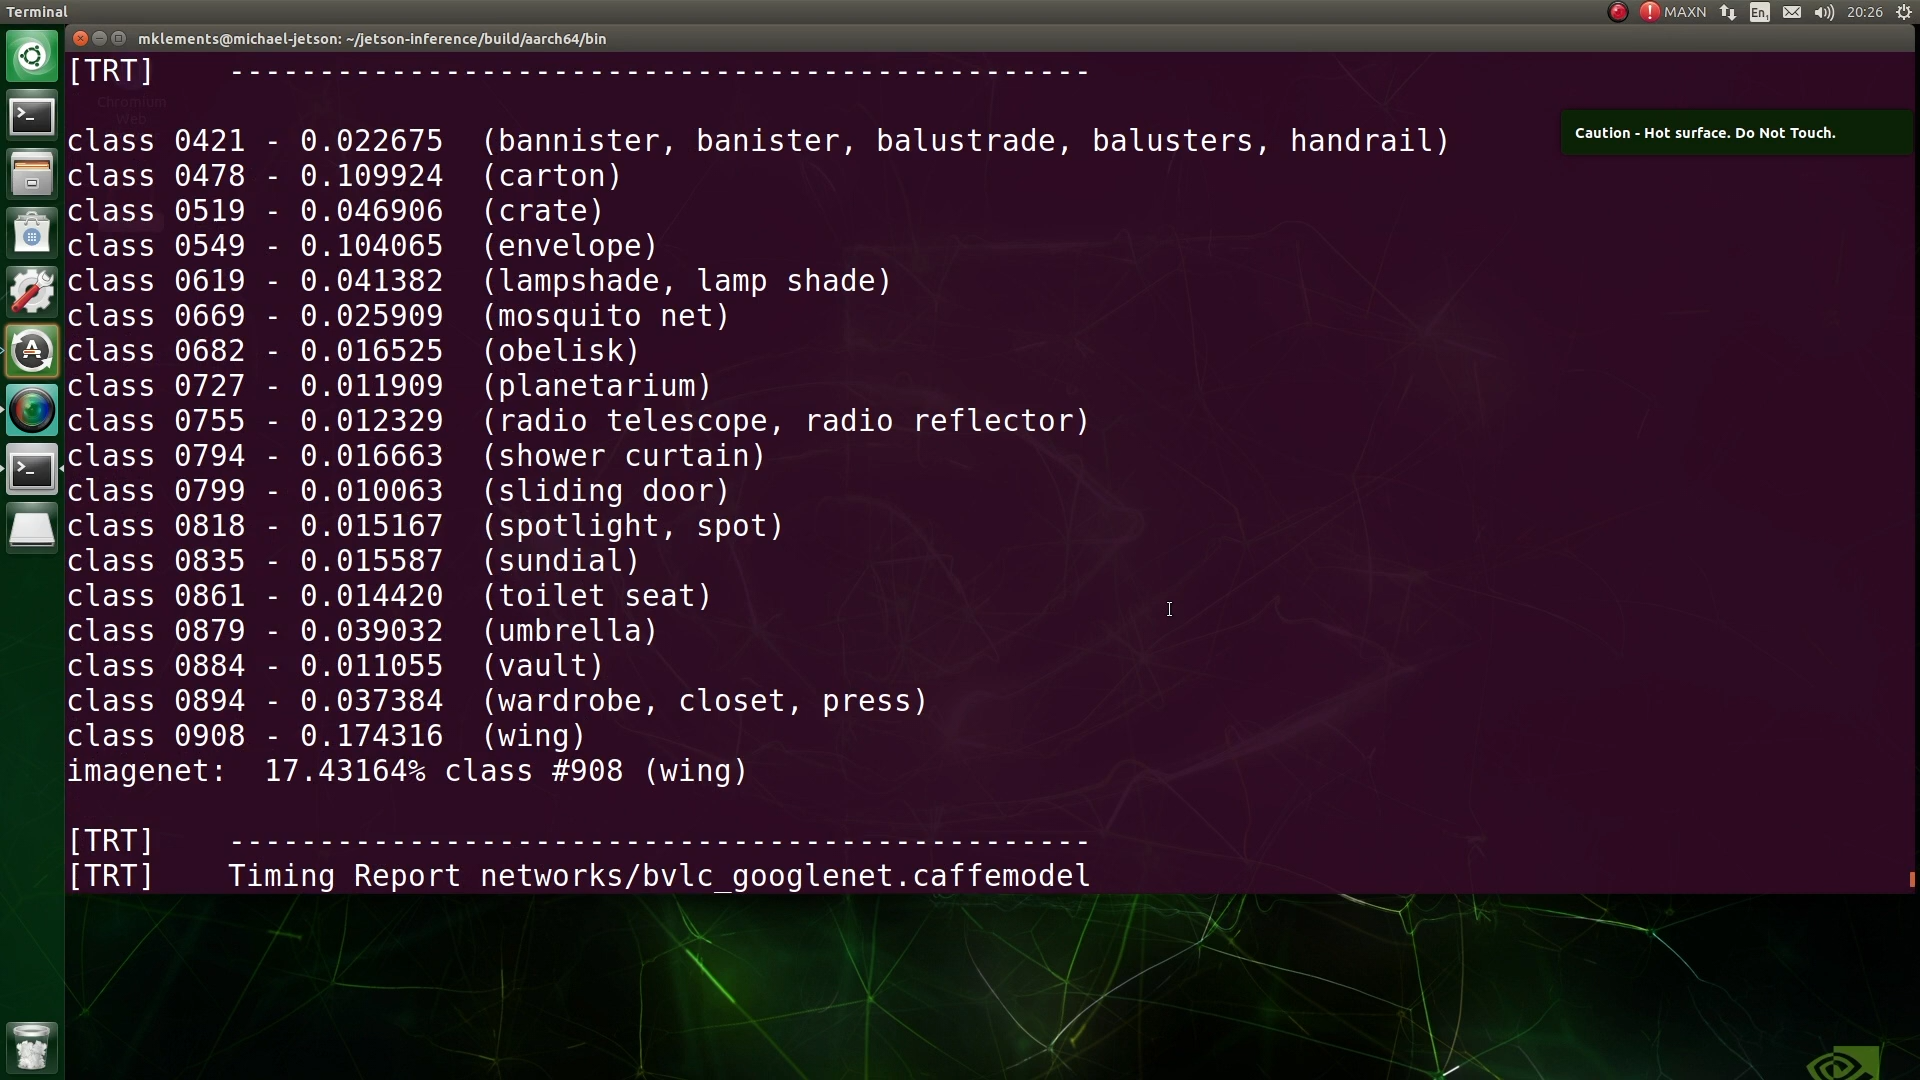 Terminal
MAXN
En1
20:26
mklements@michael-jetson: ~/jetson-inference/build/aarch64/bin
[TRT] ------------------------------------------------
Chromium
Web
Caution - Hot surface. Do Not Touch.
class 0421 - 0.022675 (bannister, banister, balustrade, balusters, handrail)
class 0478 - 0.109924 (carton)
class 0519 - 0.046906 (crate)
class 0549 - 0.104065 (envelope)
class 0619 - 0.041382 (lampshade, lamp shade)
class 0669 - 0.025909 (mosquito net)
class 0682 - 0.016525 (obelisk)
class 0727 - 0.011909 (planetarium)
class 0755 - 0.012329 (radio telescope, radio reflector)
class 0794 - 0.016663 (shower curtain)
class 0799 - 0.010063 (sliding door)
class 0818 - 0.015167 (spotlight, spot)
class 0835 - 0.015587 (sundial)
class 0861 - 0.014420 (toilet seat)
class 0879 - 0.039032 (umbrella)
class 0884 - 0.011055 (vault)
class 0894 - 0.037384 (wardrobe, closet, press)
class 0908 - 0.174316 (wing)
imagenet: 17.43164% class #908 (wing)
[TRT] ------------------------------------------------
[TRT] Timing Report networks/bvlc_googlenet.caffemodel